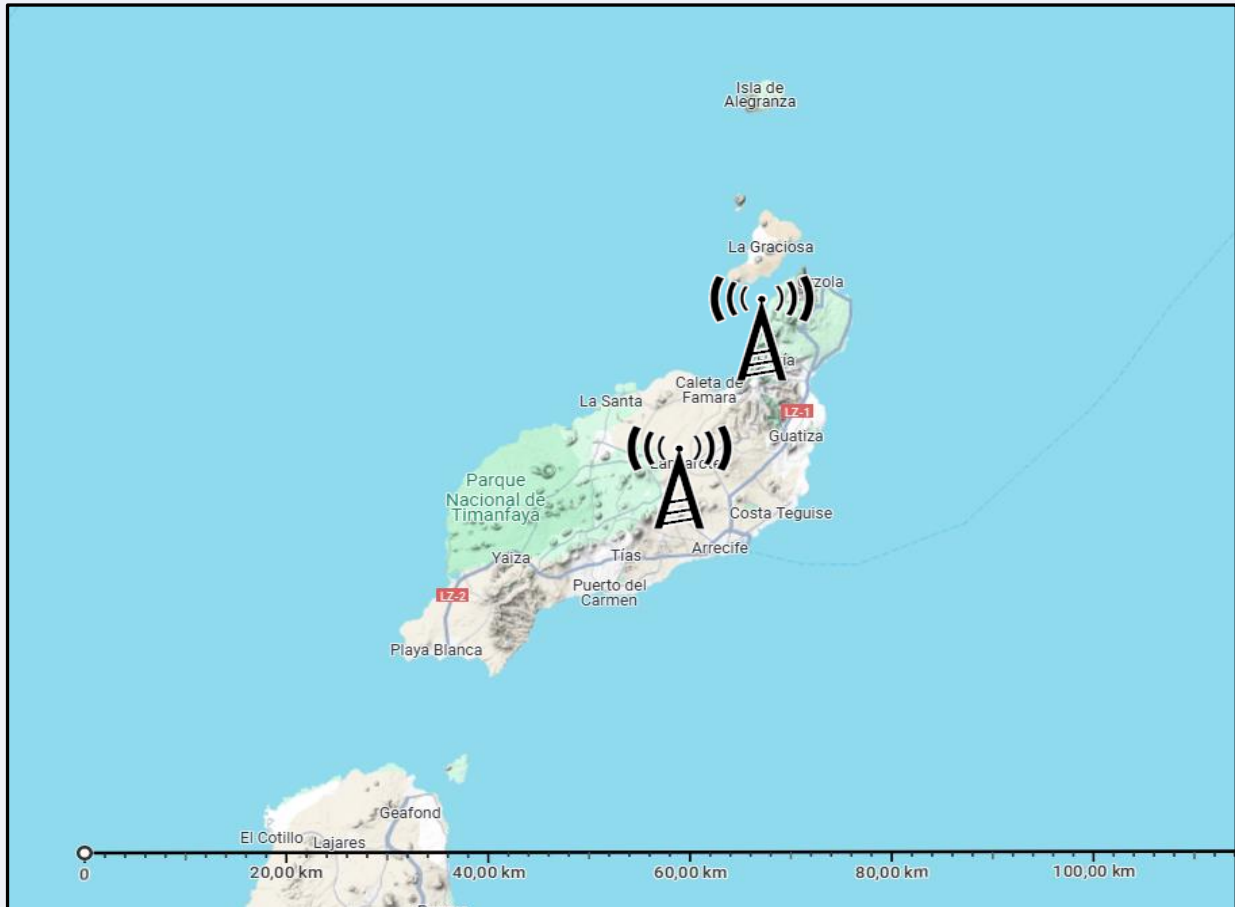 Isla de
Alegranza
La Graciosa
Caleta de
Famara
La Santa
LZ-1
Guatiza
Parque
Nacional de
Timanfaya
Costa Teguise
Arrecife
Yaiza
Tías
Puerto del
Carmen
LZ-2
Playa Blanca
Geafond
El Cotillo
Lajares
0
20,00 km
40,00 km
60,00 km
80,00 km
100,00 km